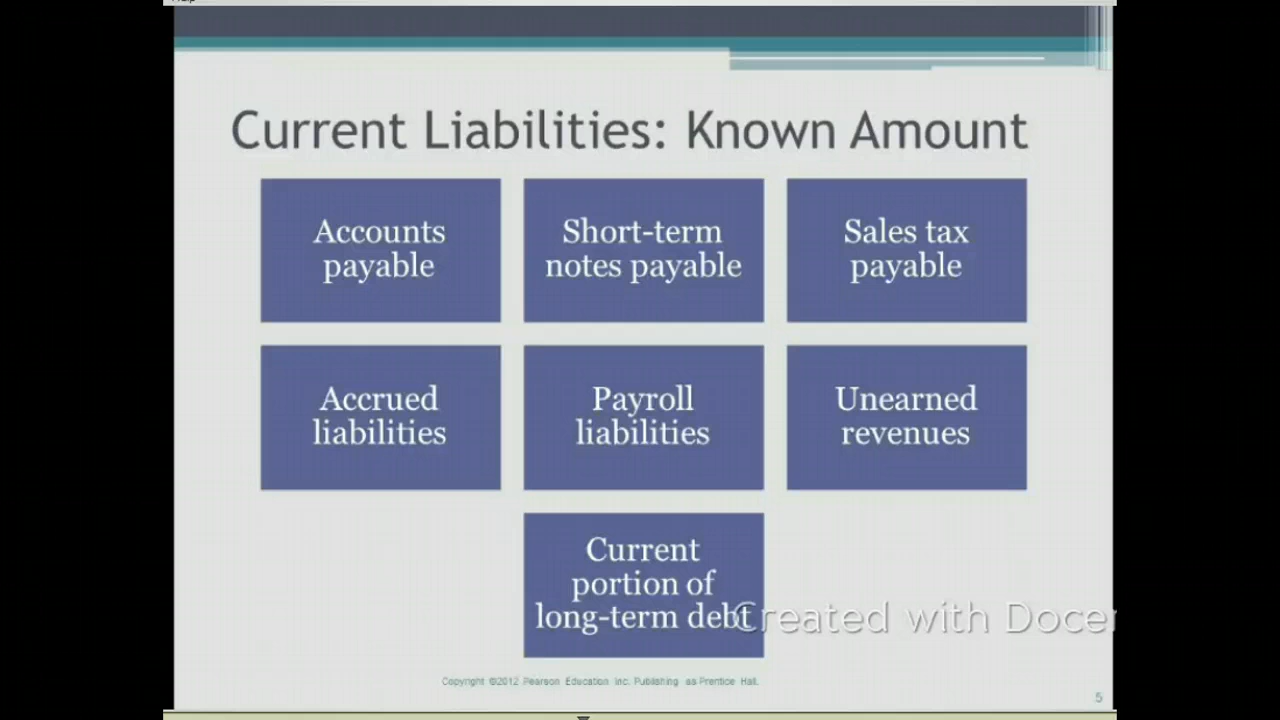 Current Liabilities: Known Amount
Accounts
payable
Short-term
notes payable
Sales tax
payable
Accrued
liabilities
Payroll
liabilities
Unearned
revenues
Current
portion of
long-term debt
Created with Docer
Copyright ©2012 Pearson Education Inc. Publishing as Prentice Hall.
5